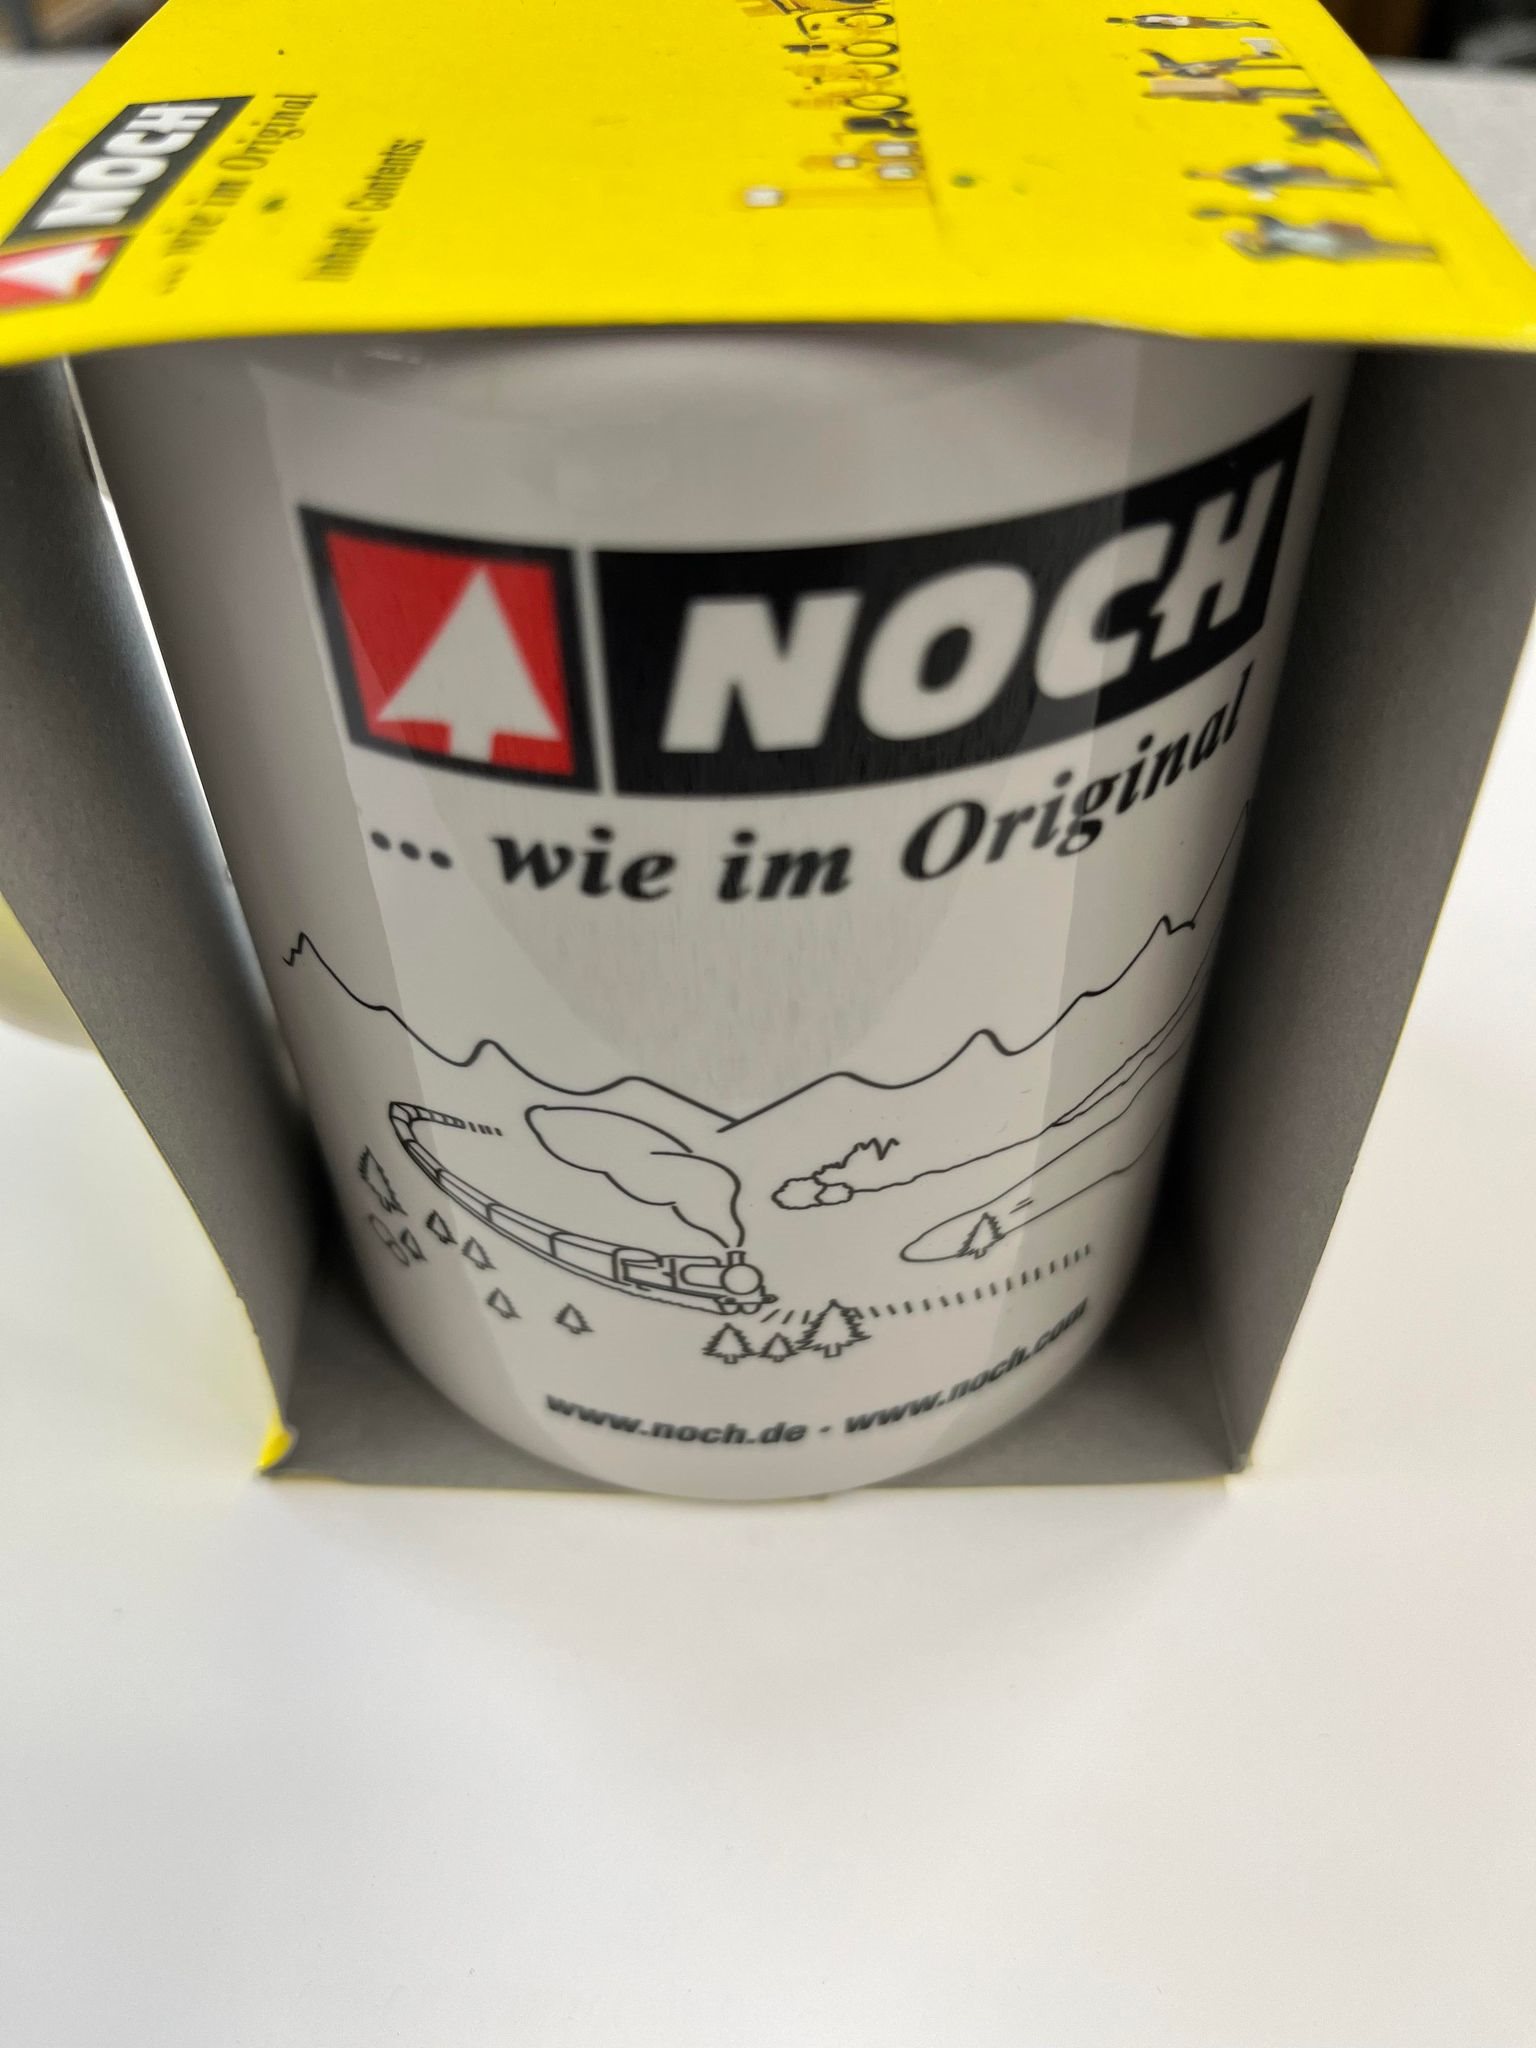 NOCH
... wie im Original
Inhalt · Contents:
NOCH
... wie im Original
www.noch.de · www.noch.com